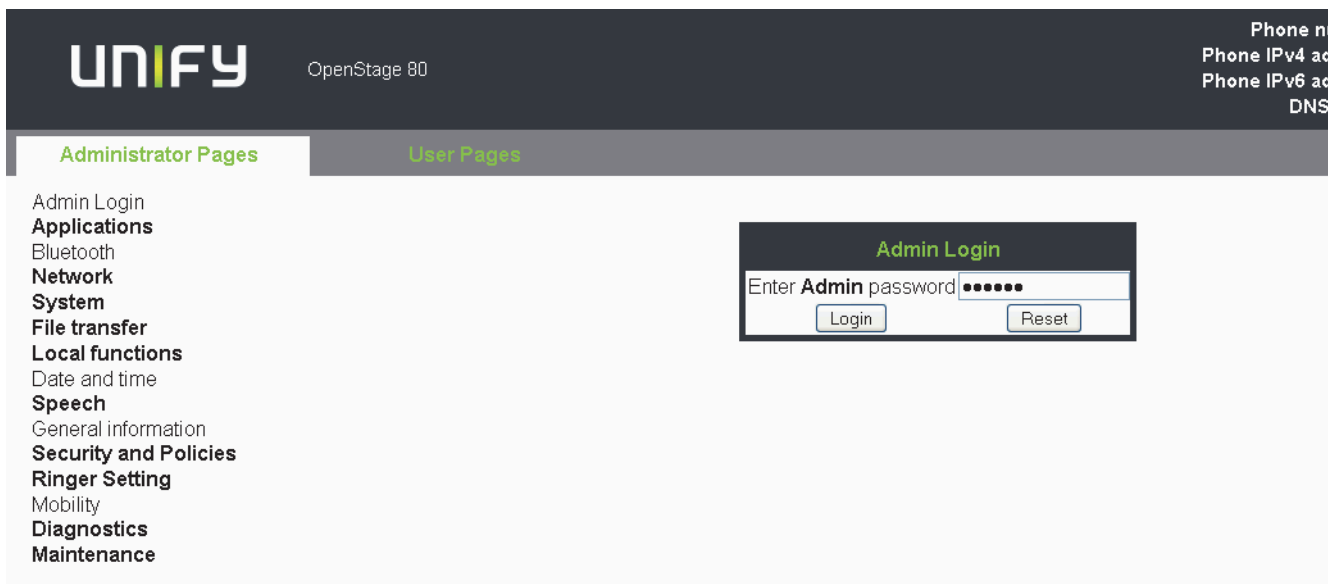 UNIFY
OpenStage 80
Phone
Phone IPv4
Phone IPv6
DNS
Administrator Pages
User Pages
Admin Login
Applications
Bluetooth
Network
System
File transfer
Local functions
Date and time
Speech
General information
Security and Policies
Ringer Setting
Mobility
Diagnostics
Maintenance
Admin Login
Enter Admin password ••••••
Login Reset